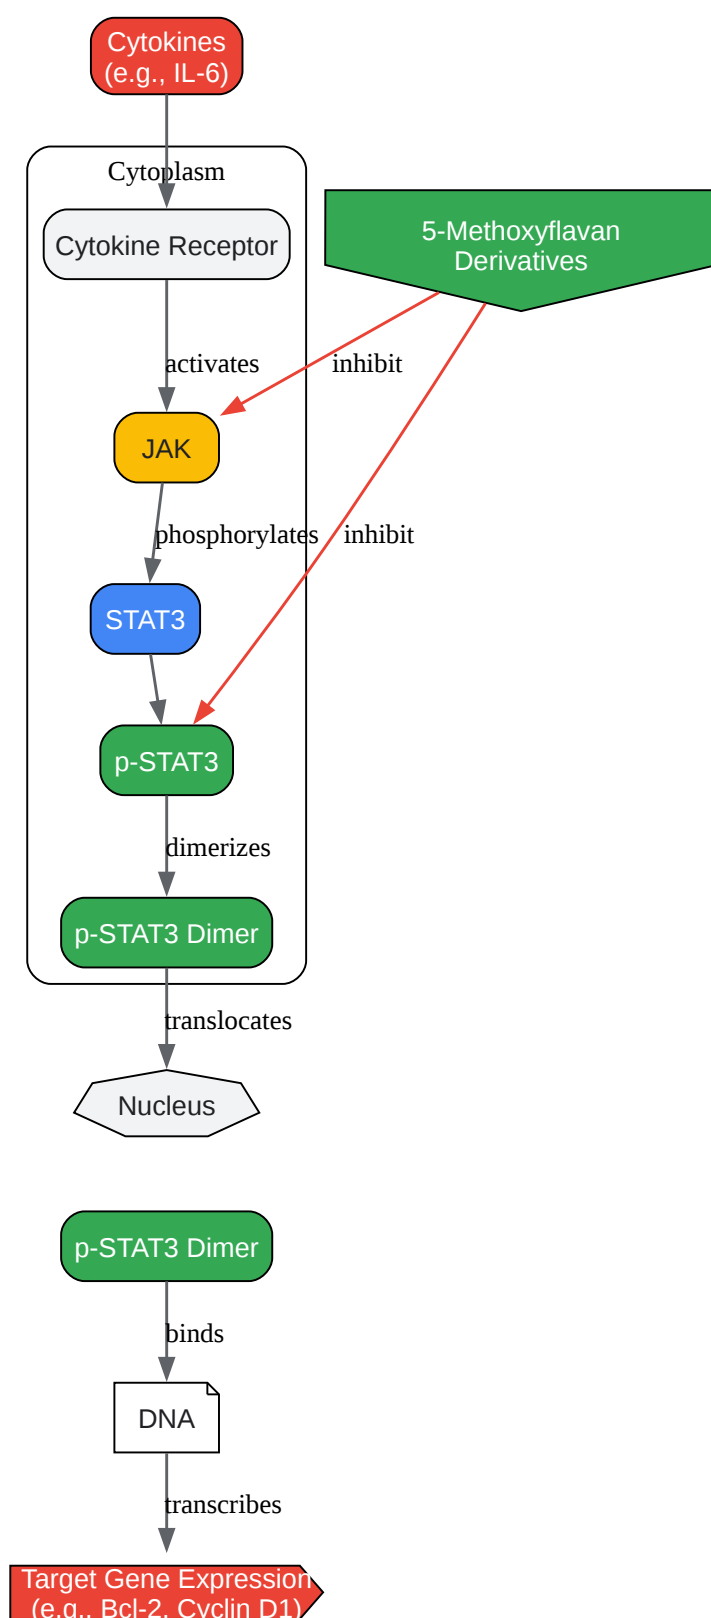 Cytokines
(e.g., IL-6)
Cytoplasm
Cytokine Receptor
5-Methoxyflavan
Derivatives
activates
inhibit
JAK
phosphorylates
inhibit
STAT3
p-STAT3
dimerizes
p-STAT3 Dimer
translocates
Nucleus
p-STAT3 Dimer
binds
DNA
transcribes
Target Gene Expression
(e.g., Bcl-2, Cyclin D1)